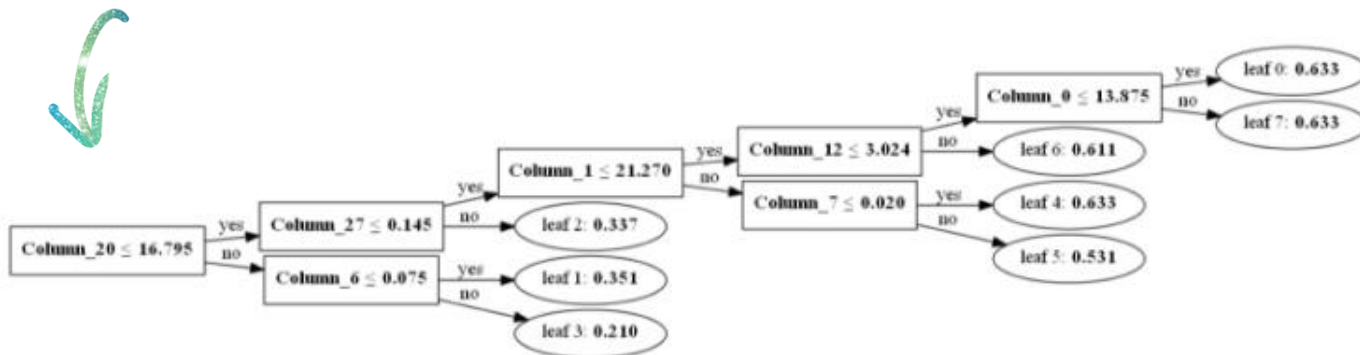 Column_0 ≤ 13.875
yes
no
leaf 0: 0.633
leaf 7: 0.633
Column_12 ≤ 3.024
yes
no
leaf 6: 0.611
Column_1 ≤ 21.270
yes
no
Column_7 ≤ 0.020
yes
no
leaf 4: 0.633
leaf 5: 0.531
Column_27 ≤ 0.145
yes
no
leaf 2: 0.337
Column_20 ≤ 16.795
yes
no
Column_6 ≤ 0.075
yes
no
leaf 1: 0.351
leaf 3: 0.210